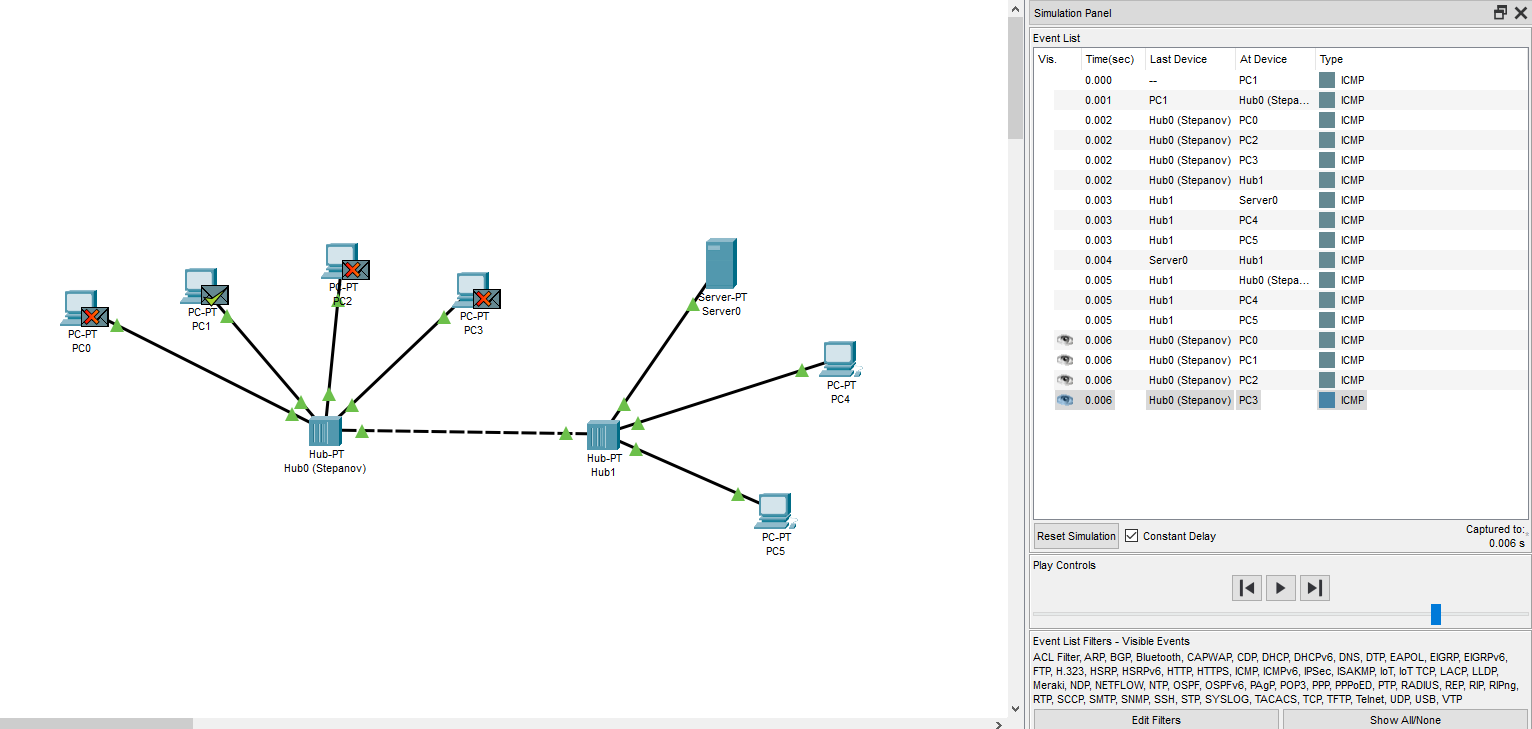 Simulation Panel
Event List
Vis. Time(sec) Last Device At Device Type
0.000 -- PC1 ICMP
0.001 PC1 Hub0 (Stepa... ICMP
0.002 Hub0 (Stepanov) PC0 ICMP
0.002 Hub0 (Stepanov) PC2 ICMP
0.002 Hub0 (Stepanov) PC3 ICMP
0.002 Hub0 (Stepanov) Hub1 ICMP
0.003 Hub1 Server0 ICMP
0.003 Hub1 PC4 ICMP
0.003 Hub1 PC5 ICMP
0.004 Server0 Hub1 ICMP
0.005 Hub1 Hub0 (Stepa... ICMP
0.005 Hub1 PC4 ICMP
0.005 Hub1 PC5 ICMP
0.006 Hub0 (Stepanov) PC0 ICMP
0.006 Hub0 (Stepanov) PC1 ICMP
0.006 Hub0 (Stepanov) PC2 ICMP
0.006 Hub0 (Stepanov) PC3 ICMP
PC-PT
PC0
PC-PT
PC1
PC-PT
PC2
PC-PT
PC3
Server-PT
Server0
PC-PT
PC4
Hub-PT
Hub0 (Stepanov)
Hub-PT
Hub1
PC-PT
PC5
Reset Simulation Constant Delay
Captured to:
0.006 s
Play Controls
Event List Filters - Visible Events
ACL Filter, ARP, BGP, Bluetooth, CAPWAP, CDP, DHCP, DHCPv6, DNS, DTP, EAPOL, EIGRP, EIGRPv6,
FTP, H.323, HSRP, HSRPv6, HTTP, HTTPS, ICMP, ICMPv6, IPSec, ISAKMP, IoT, IoT TCP, LACP, LLDP,
Meraki, NDP, NETFLOW, NTP, OSPF, OSPFv6, PAgP, POP3, PPP, PPPoED, PTP, RADIUS, REP, RIP, RIPng,
RTP, SCCP, SMTP, SNMP, SSH, STP, SYSLOG, TACACS, TCP, TFTP, Telnet, UDP, USB, VTP
Edit Filters Show All/None